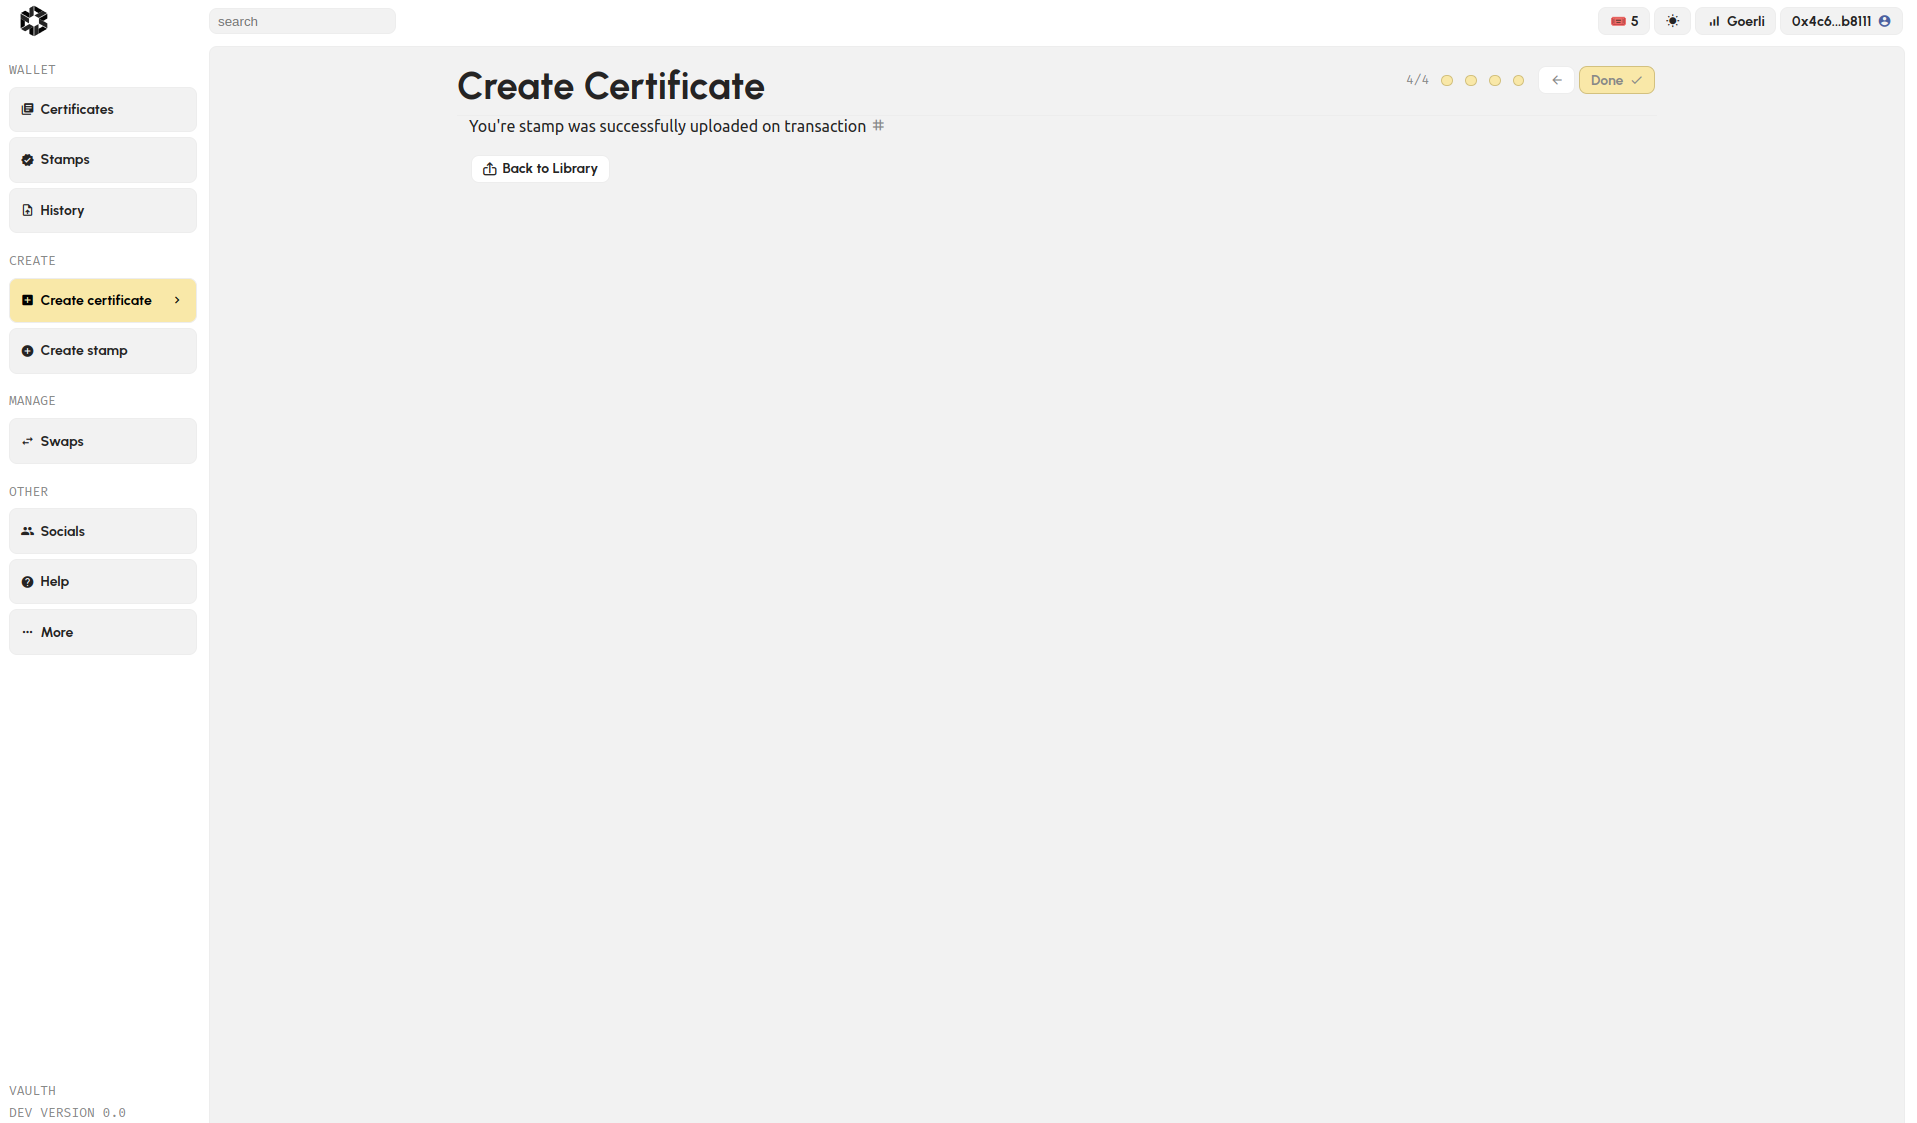 search
5
Goerli
0x4c6...b8111
WALLET
Certificates
Stamps
History
CREATE
Create certificate
Create stamp
MANAGE
Swaps
OTHER
Socials
Help
More
VAULTH
DEV VERSION 0.0
Create Certificate
4/4
Done
You're stamp was successfully uploaded on transaction #
Back to Library